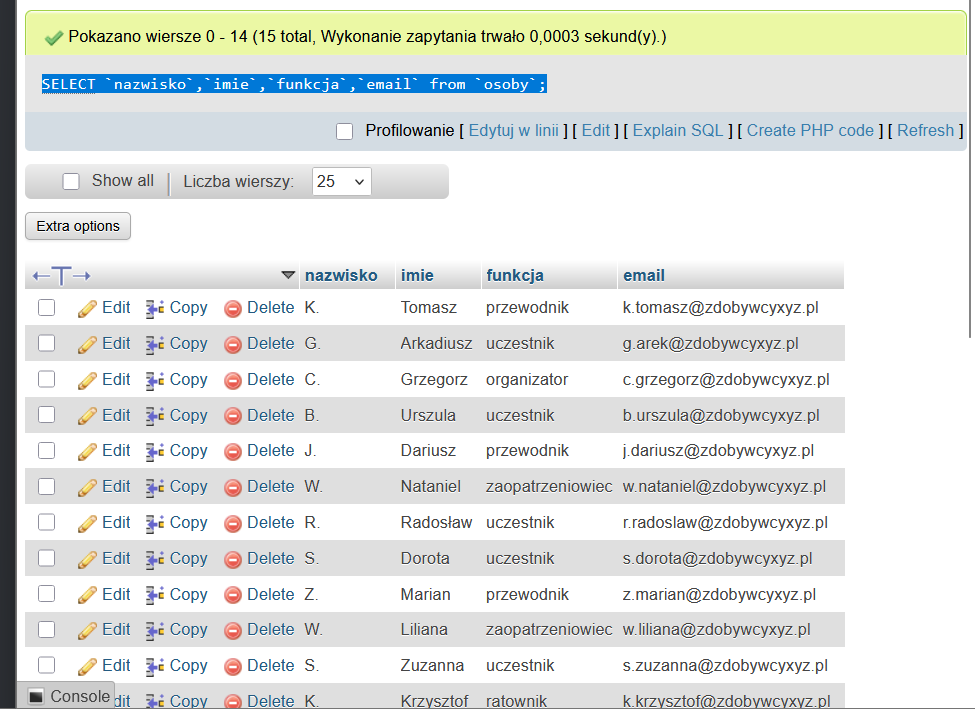 Pokazano wiersze 0 - 14 (15 total, Wykonanie zapytania trwało 0,0003 sekund(y).)
SELECT `nazwisko`,`imie`,`funkcja`,`email` from `osoby`;
Profilowanie [ Edytuj w linii ] [ Edit ] [ Explain SQL ] [ Create PHP code ] [ Refresh ]
Show all Liczba wierszy: 25
Extra options
←T→ nazwisko imie funkcja email
Edit Copy Delete K. Tomasz przewodnik k.tomasz@zdobywcyxyz.pl
Edit Copy Delete G. Arkadiusz uczestnik g.arek@zdobywcyxyz.pl
Edit Copy Delete C. Grzegorz organizator c.grzegorz@zdobywcyxyz.pl
Edit Copy Delete B. Urszula uczestnik b.urszula@zdobywcyxyz.pl
Edit Copy Delete J. Dariusz przewodnik j.dariusz@zdobywcyxyz.pl
Edit Copy Delete W. Nataniel zaopatrzeniowiec w.nataniel@zdobywcyxyz.pl
Edit Copy Delete R. Radosław uczestnik r.radoslaw@zdobywcyxyz.pl
Edit Copy Delete S. Dorota uczestnik s.dorota@zdobywcyxyz.pl
Edit Copy Delete Z. Marian przewodnik z.marian@zdobywcyxyz.pl
Edit Copy Delete W. Liliana zaopatrzeniowiec w.liliana@zdobywcyxyz.pl
Edit Copy Delete S. Zuzanna uczestnik s.zuzanna@zdobywcyxyz.pl
Console dit Copy Delete K. Krzysztof ratownik k.krzysztof@zdobywcyxyz.pl